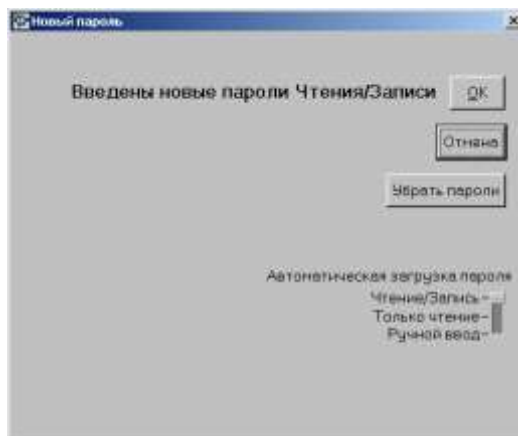 Новый пароль
Введены новые пароли Чтения/Записи
OK
Отмена
Убрать пароли
Автоматическая загрузка пароля
Чтение/Запись-
Только чтение-
Ручной ввод-